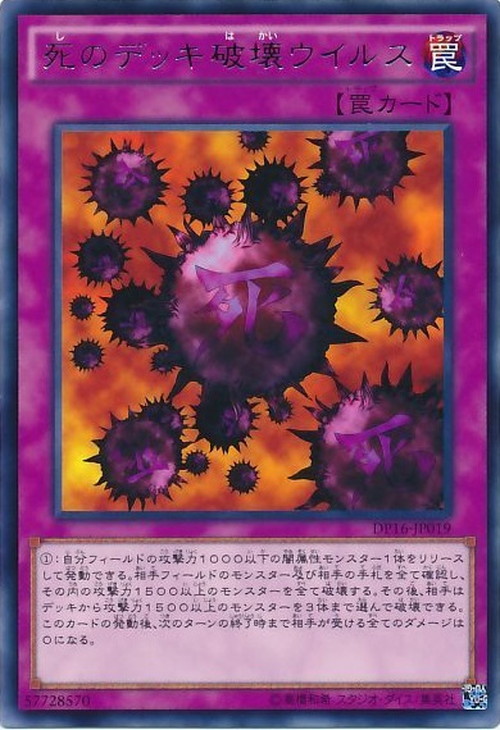 死のデッキ破壊ウイルス 罠
【罠カード】
死
DP16-JP019
①:自分フィールドの攻撃力1000以下の闇属性モンスター1体をリリース
して発動できる。相手フィールドのモンスター及び相手の手札を全て確認し、
その内の攻撃力1500以上のモンスターを全て破壊する。その後、相手は
デッキから攻撃力1500以上のモンスターを3体まで選んで破壊できる。
このカードの発動後、次のターンの終了時まで相手が受ける全てのダメージは
0になる。
57728570 ©高橋和希 スタジオ・ダイス/集英社